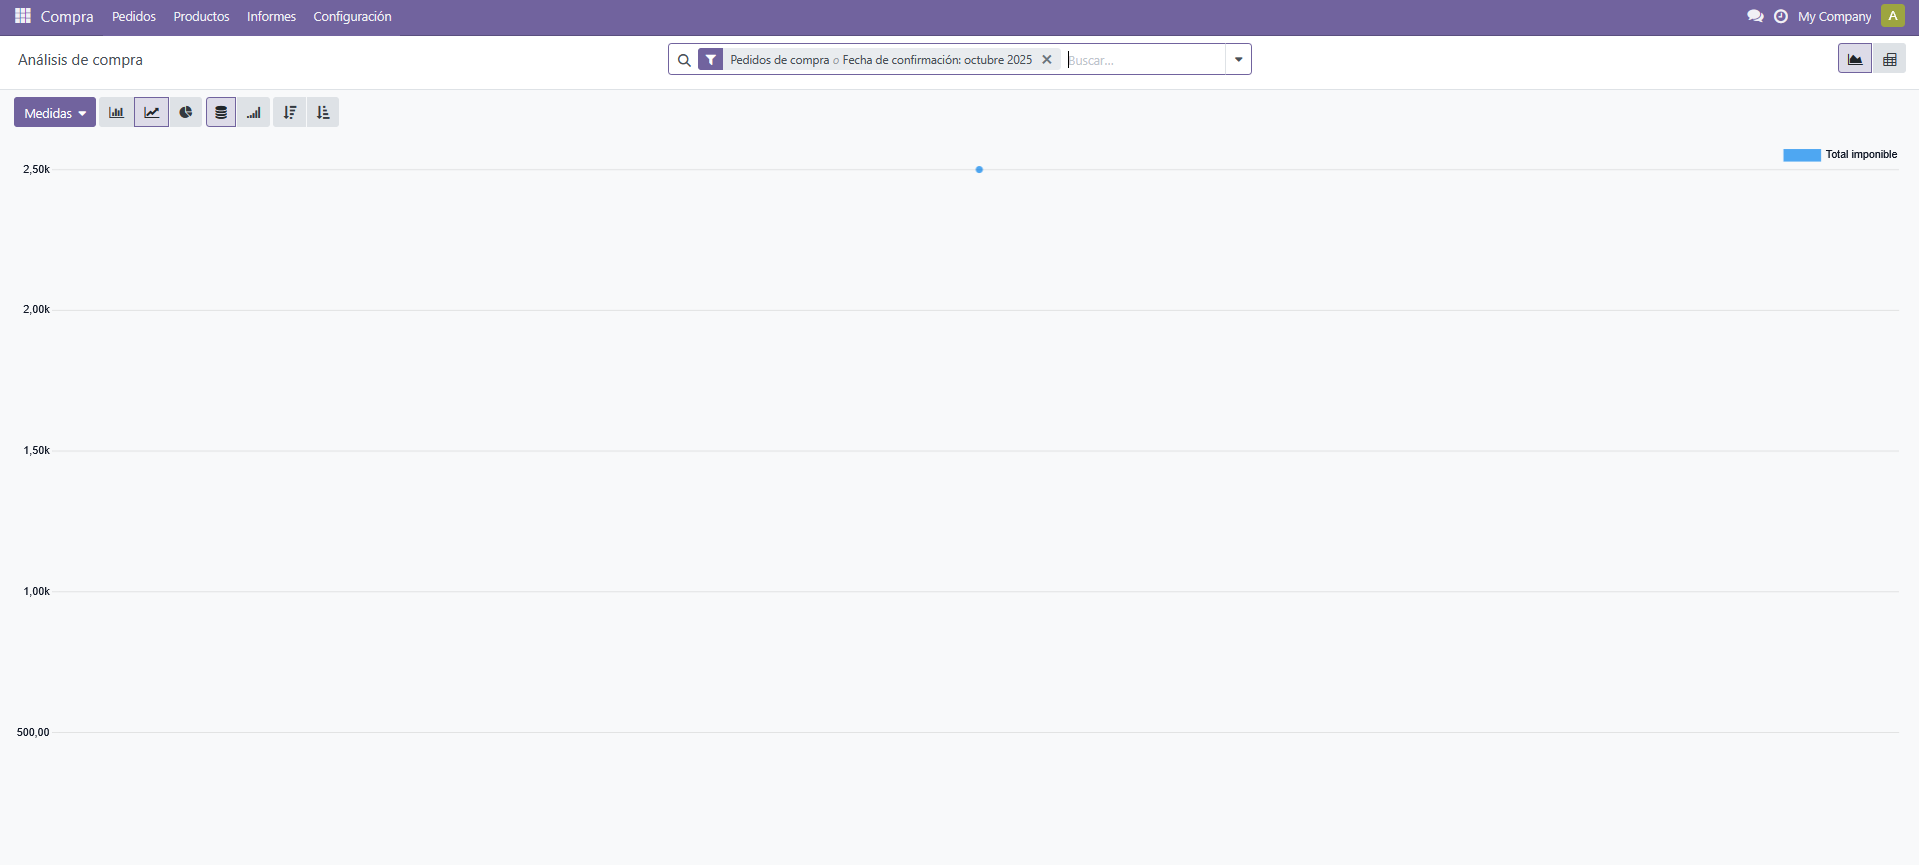 Compra Pedidos Productos Informes Configuración My Company A
Análisis de compra Pedidos de compra o Fecha de confirmación: octubre 2025 Buscar...
Medidas
Total imponible
2,50k
2,00k
1,50k
1,00k
500,00